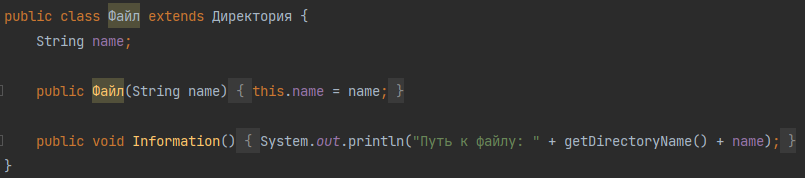 public class Файл extends Директория {
String name;
public Файл(String name) { this.name = name; }
public void Information() { System.out.println("Путь к файлу: " + getDirectoryName() + name); }
}